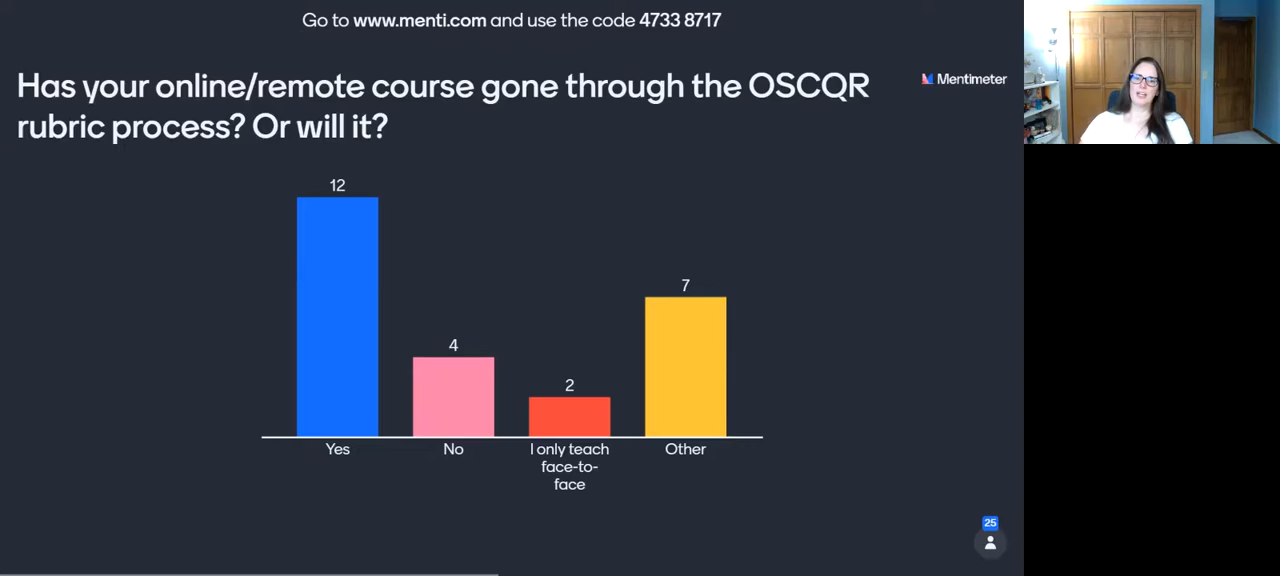 Go to www.menti.com and use the code 4733 8717
Has your online/remote course gone through the OSCQR
rubric process? Or will it?
Mentimeter
12
4
2
7
Yes
No
I only teach
face-to-
face
Other
25